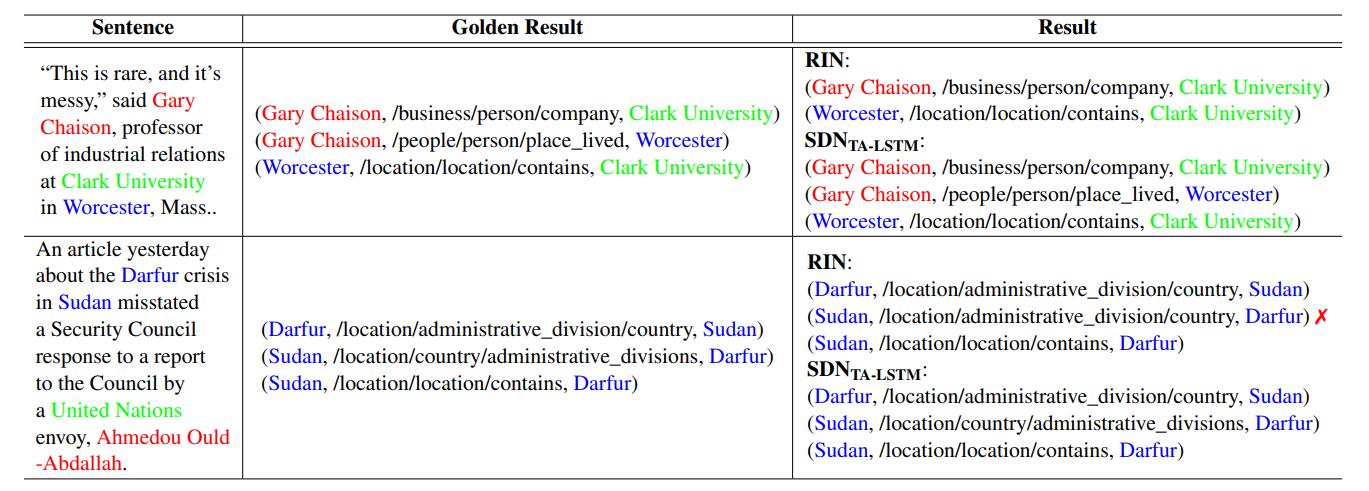 Sentence
Golden Result
Result
“This is rare, and it’s
messy,” said Gary
Chaison, professor
of industrial relations
at Clark University
in Worcester, Mass..
(Gary Chaison, /business/person/company, Clark University)
(Gary Chaison, /people/person/place_lived, Worcester)
(Worcester, /location/location/contains, Clark University)
RIN:
(Gary Chaison, /business/person/company, Clark University)
(Worcester, /location/location/contains, Clark University)
SDNTA-LSTM:
(Gary Chaison, /business/person/company, Clark University)
(Gary Chaison, /people/person/place_lived, Worcester)
(Worcester, /location/location/contains, Clark University)
An article yesterday
about the Darfur crisis
in Sudan misstated
a Security Council
response to a report
to the Council by
a United Nations
envoy, Ahmedou Ould
-Abdallah.
(Darfur, /location/administrative_division/country, Sudan)
(Sudan, /location/country/administrative_divisions, Darfur)
(Sudan, /location/location/contains, Darfur)
RIN:
(Darfur, /location/administrative_division/country, Sudan)
(Sudan, /location/administrative_division/country, Darfur) ✗
(Sudan, /location/location/contains, Darfur)
SDNTA-LSTM:
(Darfur, /location/administrative_division/country, Sudan)
(Sudan, /location/country/administrative_divisions, Darfur)
(Sudan, /location/location/contains, Darfur)